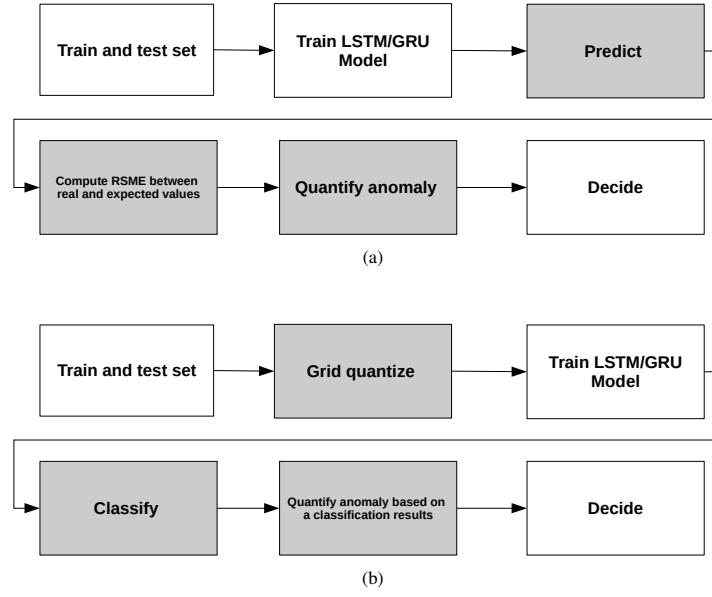 Train and test set
Train LSTM/GRU
Model
Predict
Compute RSME between
real and expected values
Quantify anomaly
Decide
(a)
Train and test set
Grid quantize
Train LSTM/GRU
Model
Classify
Quantify anomaly based on
a classification results
Decide
(b)